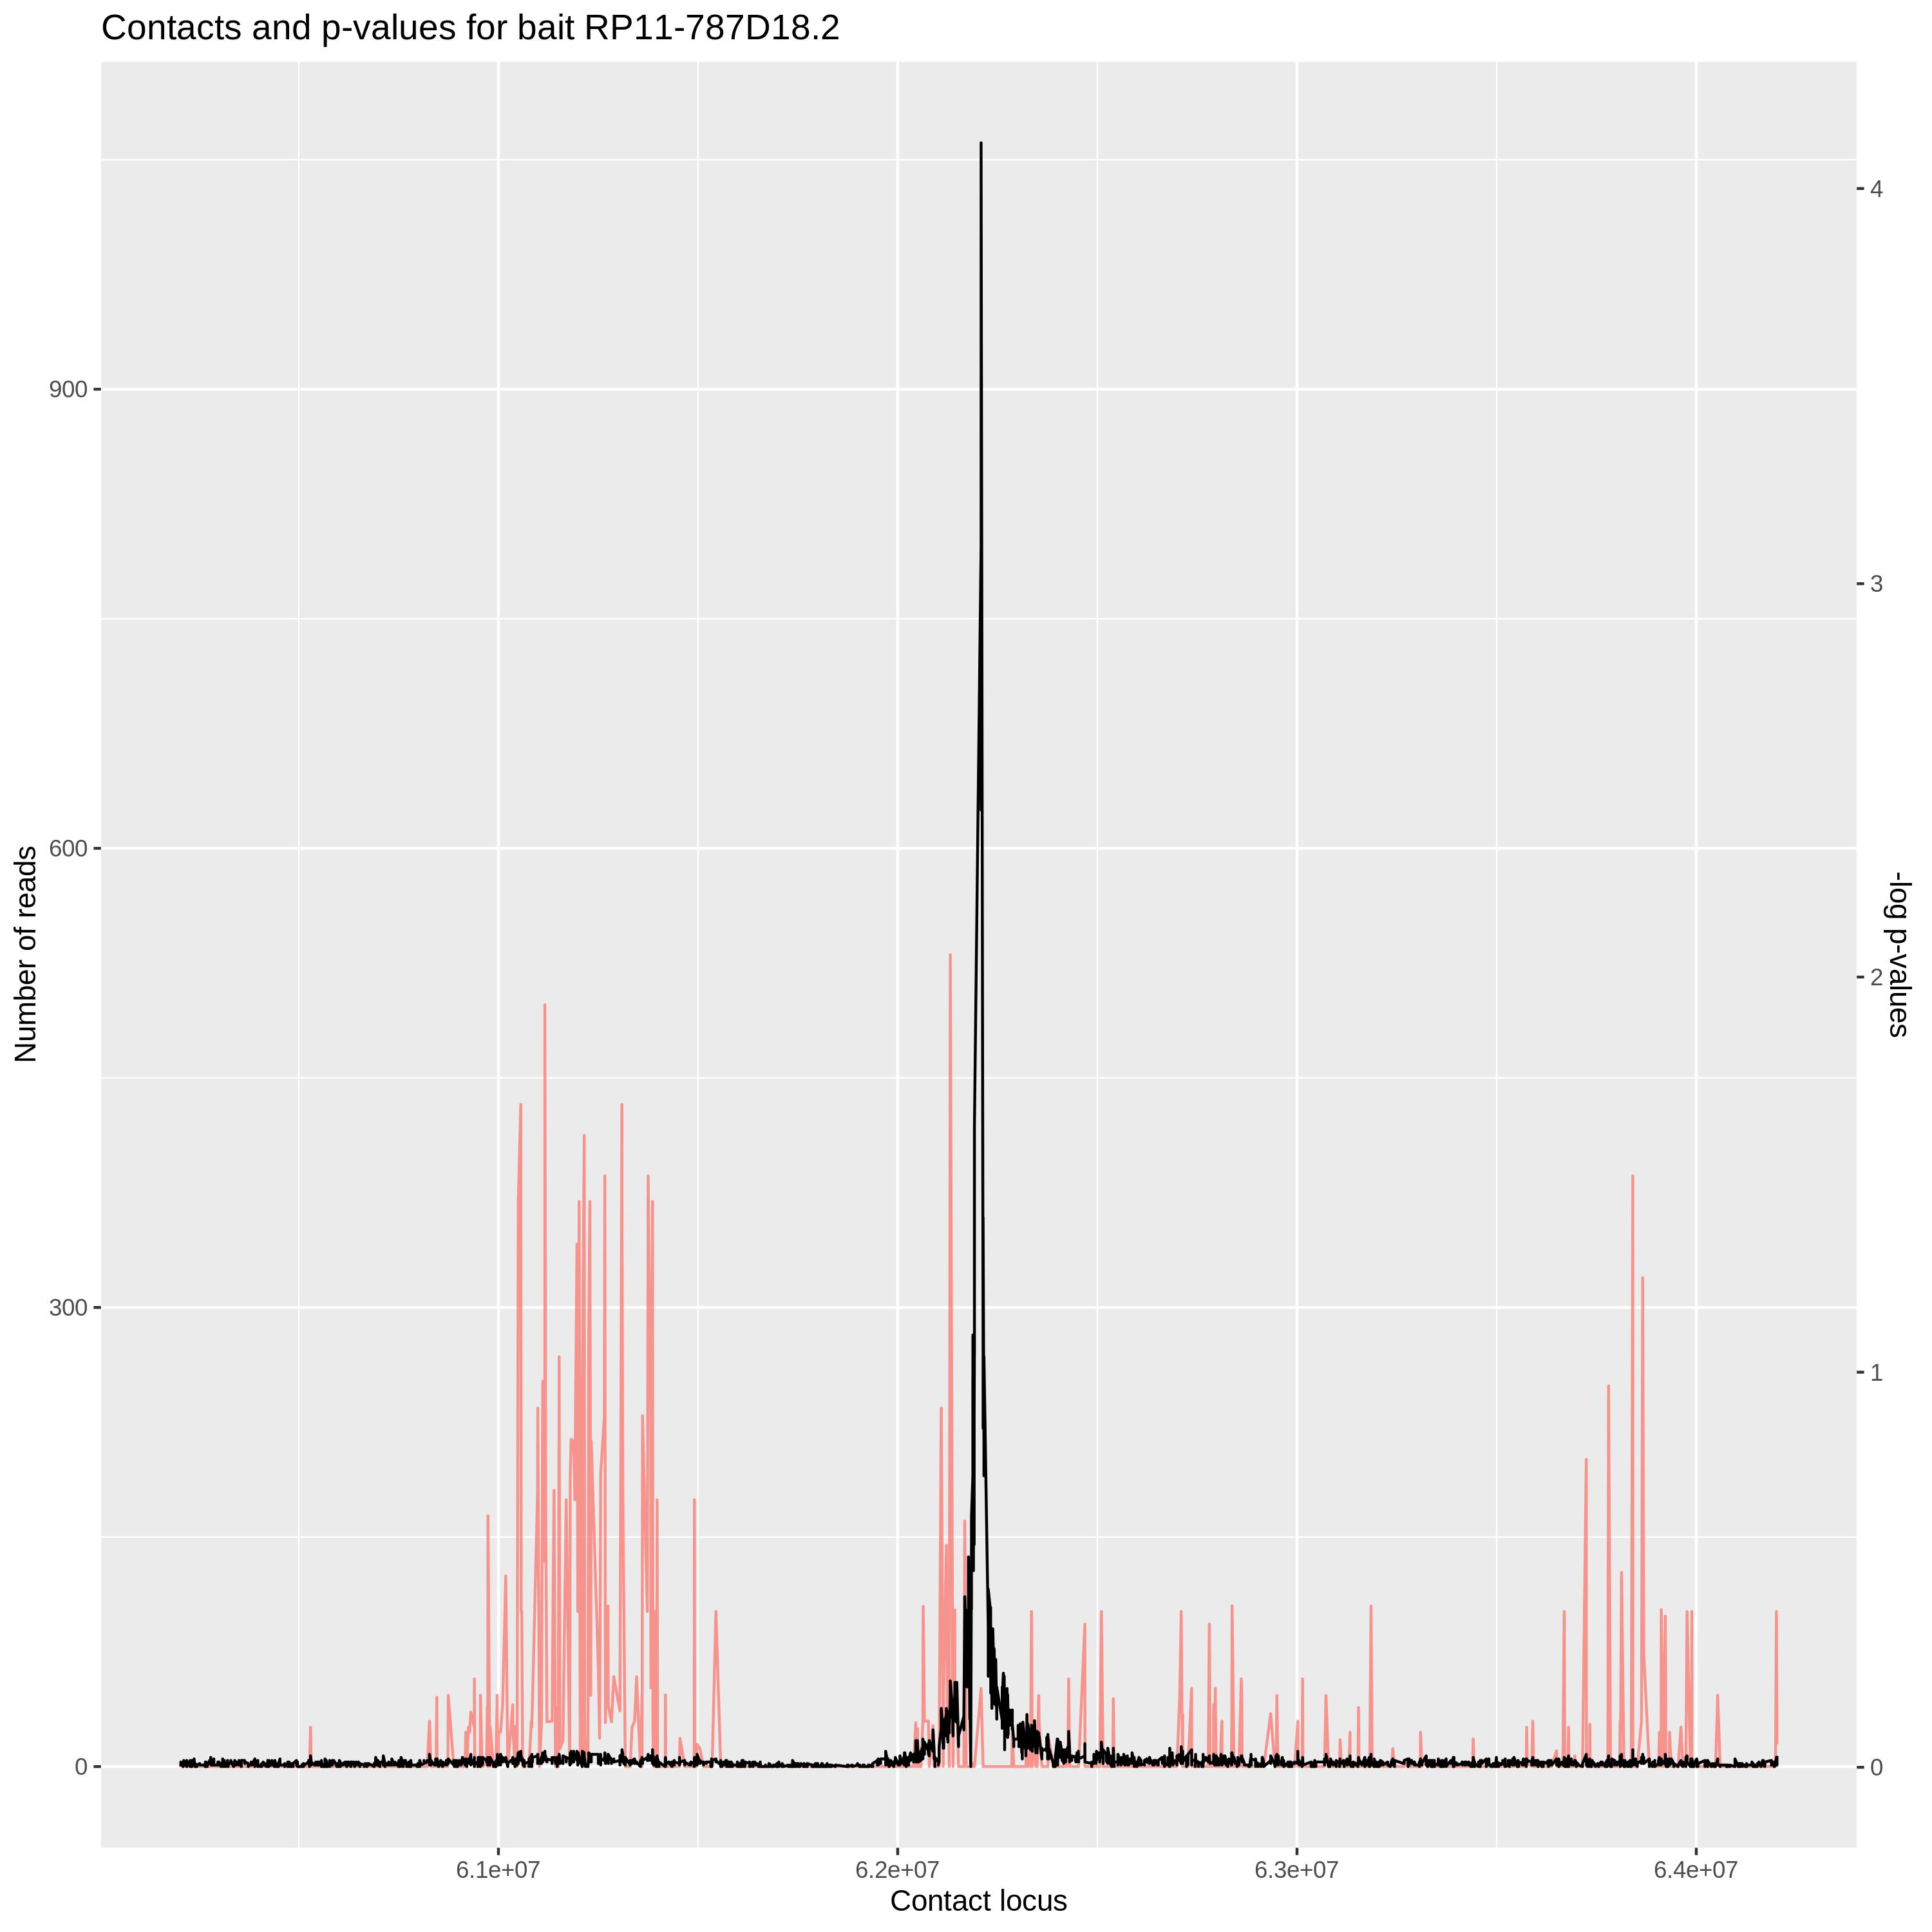 Contacts and p-values for bait RP11-787D18.2
900
600
300
0
Number of reads
4
3
2
1
0
-log p-values
6.1e+07
6.2e+07
6.3e+07
6.4e+07
Contact locus